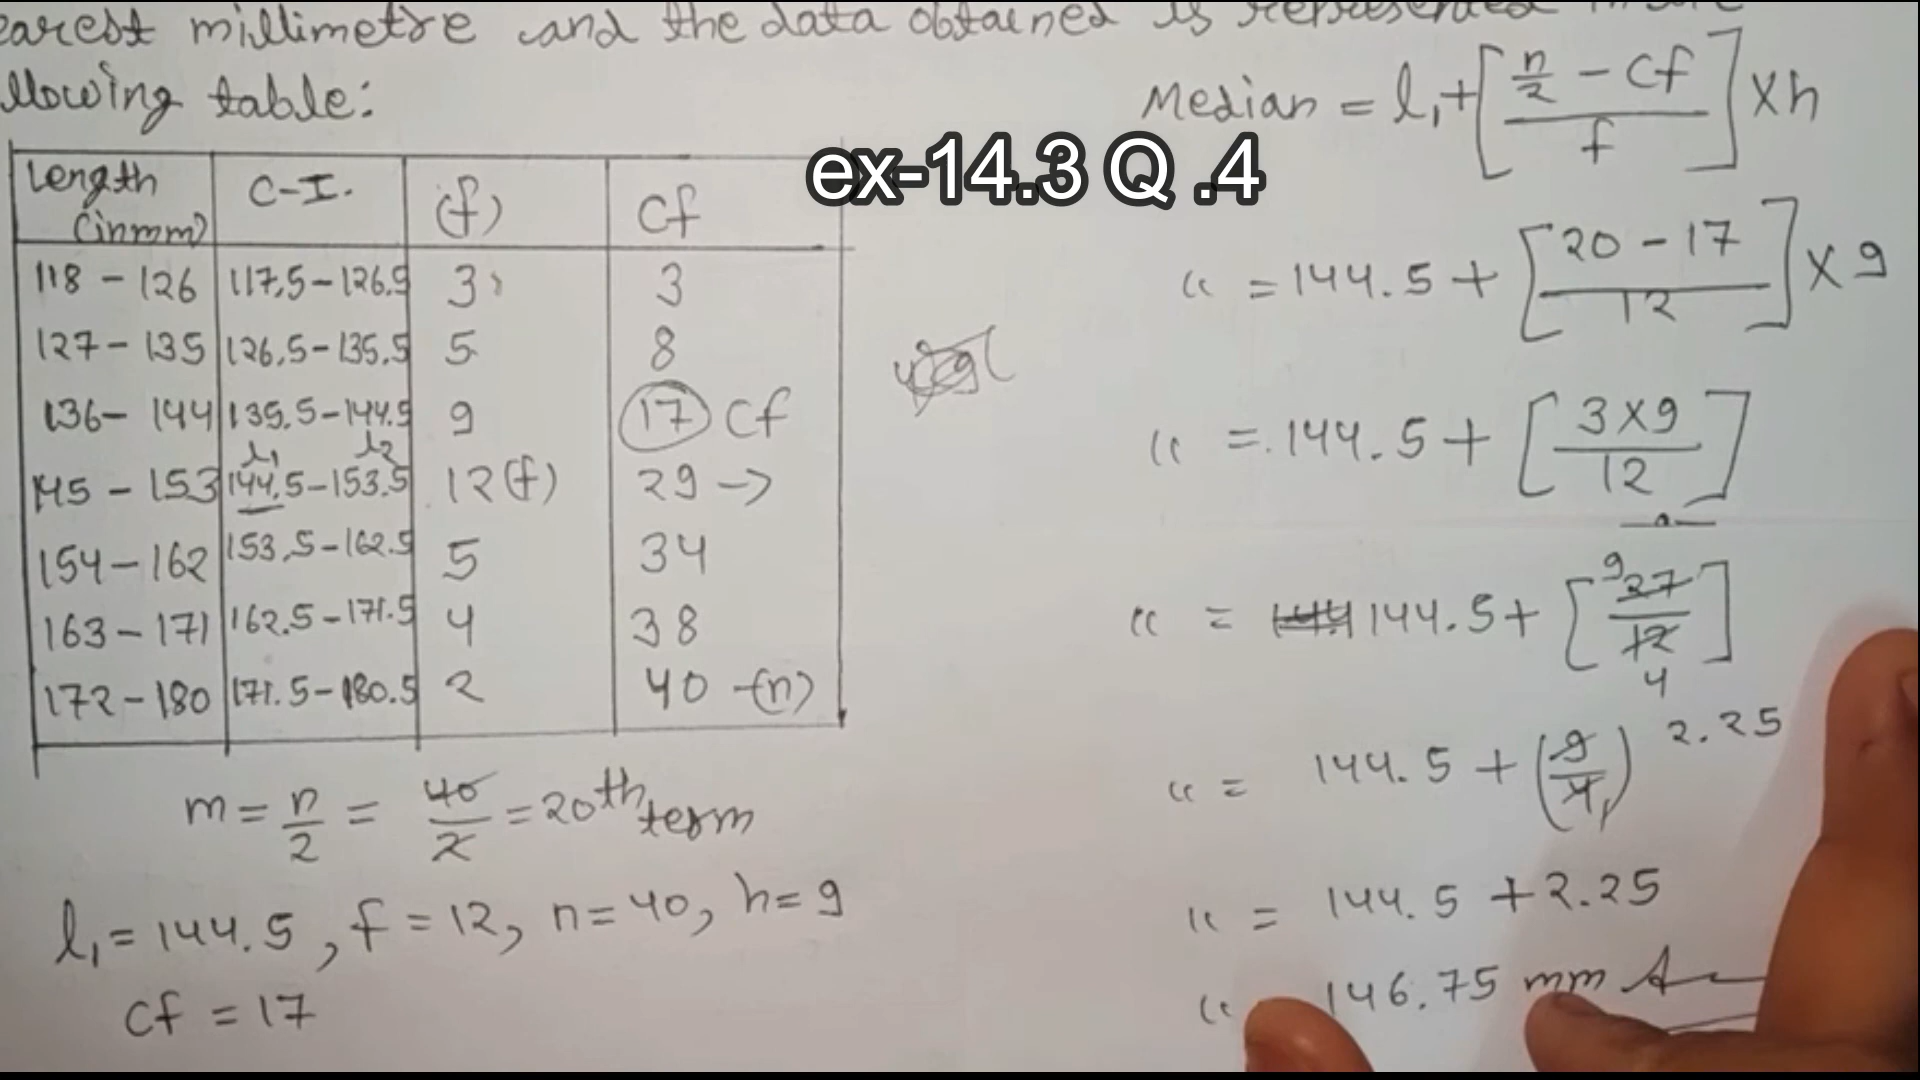 earest millimetre and the data obtained is represented
llowing table:
ex-14.3 Q .4
Length (in mm) C-I. (f) Cf
118 - 126 117.5-126.5 3 3
127 - 135 126.5-135.5 5 8
136 - 144 135.5-144.5 9 17 Cf
l₁ l₂
145 - 153 144.5-153.5 12(f) 29 →
154 - 162 153.5-162.5 5 34
163 - 171 162.5-171.5 4 38
172 - 180 171.5-180.5 2 40 -(n)
m = n/2 = 40/2 = 20th term
l₁ = 144.5, f = 12, n = 40, h = 9
cf = 17
Median = l₁ + [(n/2 - Cf)/f] × h
〃 = 144.5 + [(20 - 17)/12] × 9
〃 = 144.5 + [(3×9)/12]
〃 = 144.5 + [27/12] 9 4
〃 = 144.5 + (9/4) 2.25
〃 = 144.5 + 2.25
〃 146.75 mm